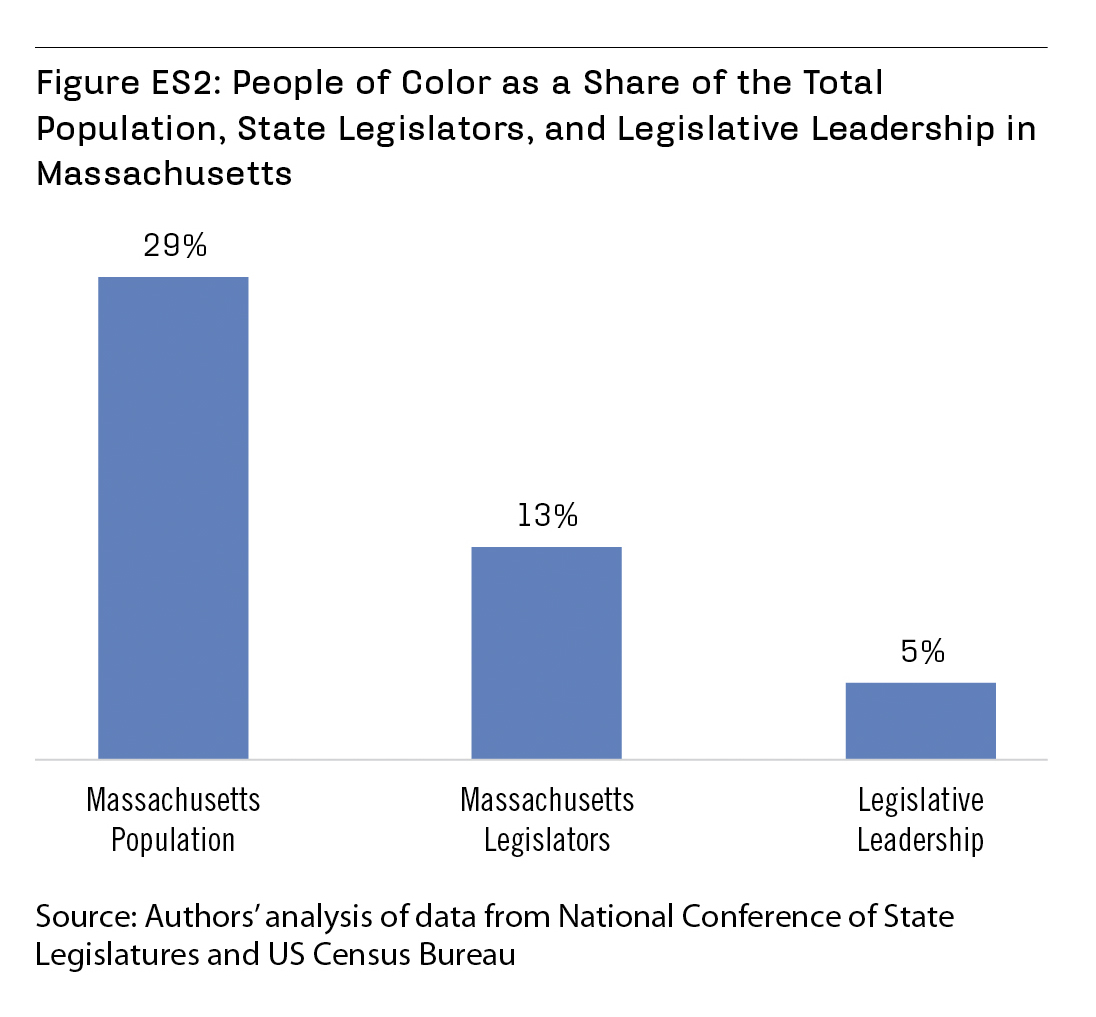 Figure ES2: People of Color as a Share of the Total
Population, State Legislators, and Legislative Leadership in
Massachusetts
29%
13%
5%
Massachusetts
Population
Massachusetts
Legislators
Legislative
Leadership
Source: Authors’ analysis of data from National Conference of State
Legislatures and US Census Bureau